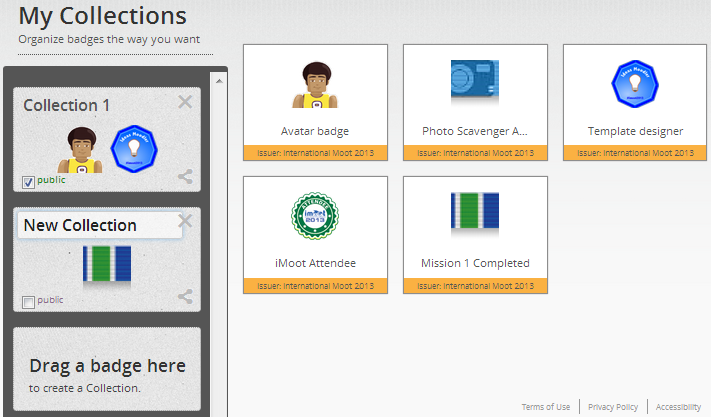 My Collections
Organize badges the way you want
Collection 1
public
New Collection
public
Drag a badge here
to create a Collection.
Avatar badge
Issuer: International Moot 2013
Photo Scavenger A...
Issuer: International Moot 2013
Template designer
Issuer: International Moot 2013
ATTENDEE
iMoot
2013
iMoot Attendee
Issuer: International Moot 2013
Mission 1 Completed
Issuer: International Moot 2013
Terms of Use
Privacy Policy
Accessibility